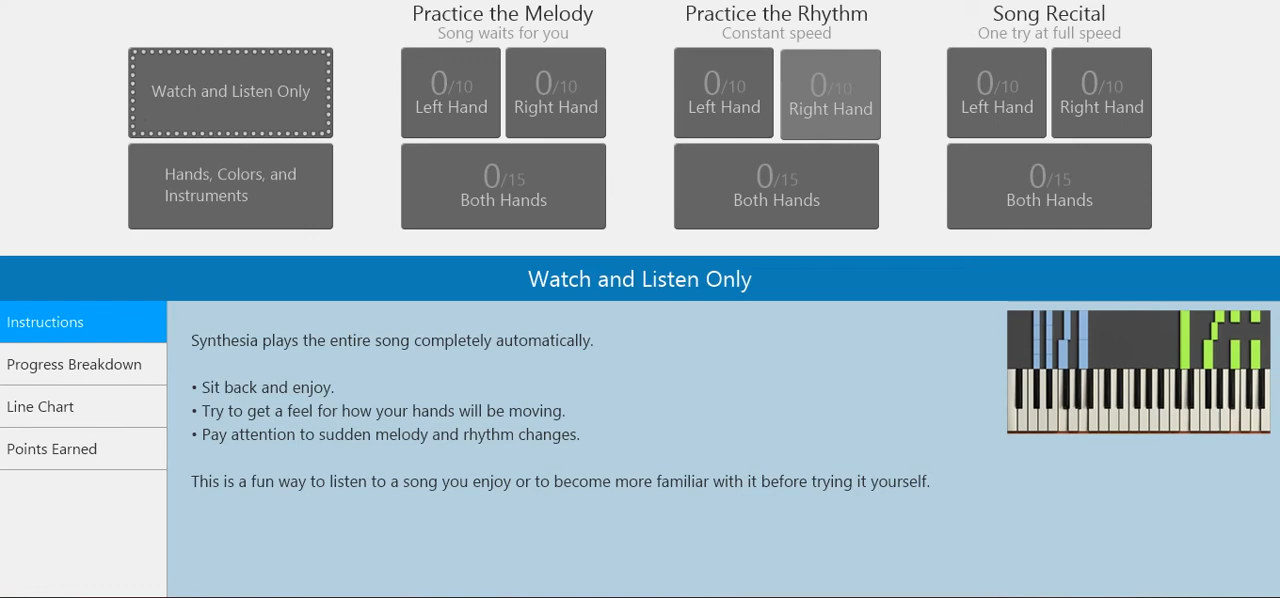 Practice the Melody
Song waits for you
Practice the Rhythm
Constant speed
Song Recital
One try at full speed
Watch and Listen Only
0/10
Left Hand
0/10
Right Hand
0/10
Left Hand
0/10
Right Hand
0/10
Left Hand
0/10
Right Hand
Hands, Colors, and
Instruments
0/15
Both Hands
0/15
Both Hands
0/15
Both Hands
Watch and Listen Only
Instructions
Progress Breakdown
Line Chart
Points Earned
Synthesia plays the entire song completely automatically.
• Sit back and enjoy.
• Try to get a feel for how your hands will be moving.
• Pay attention to sudden melody and rhythm changes.
This is a fun way to listen to a song you enjoy or to become more familiar with it before trying it yourself.